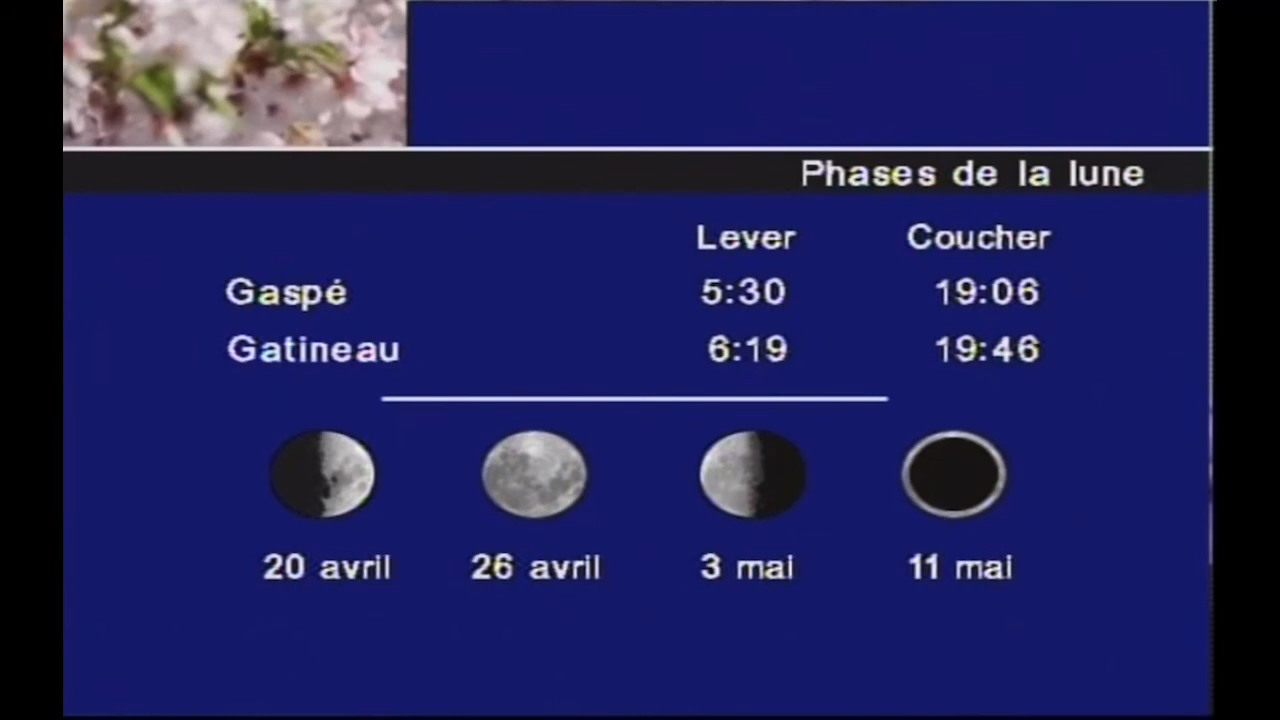 Phases de la lune
Lever Coucher
Gaspé 5:30 19:06
Gatineau 6:19 19:46
20 avril 26 avril 3 mai 11 mai